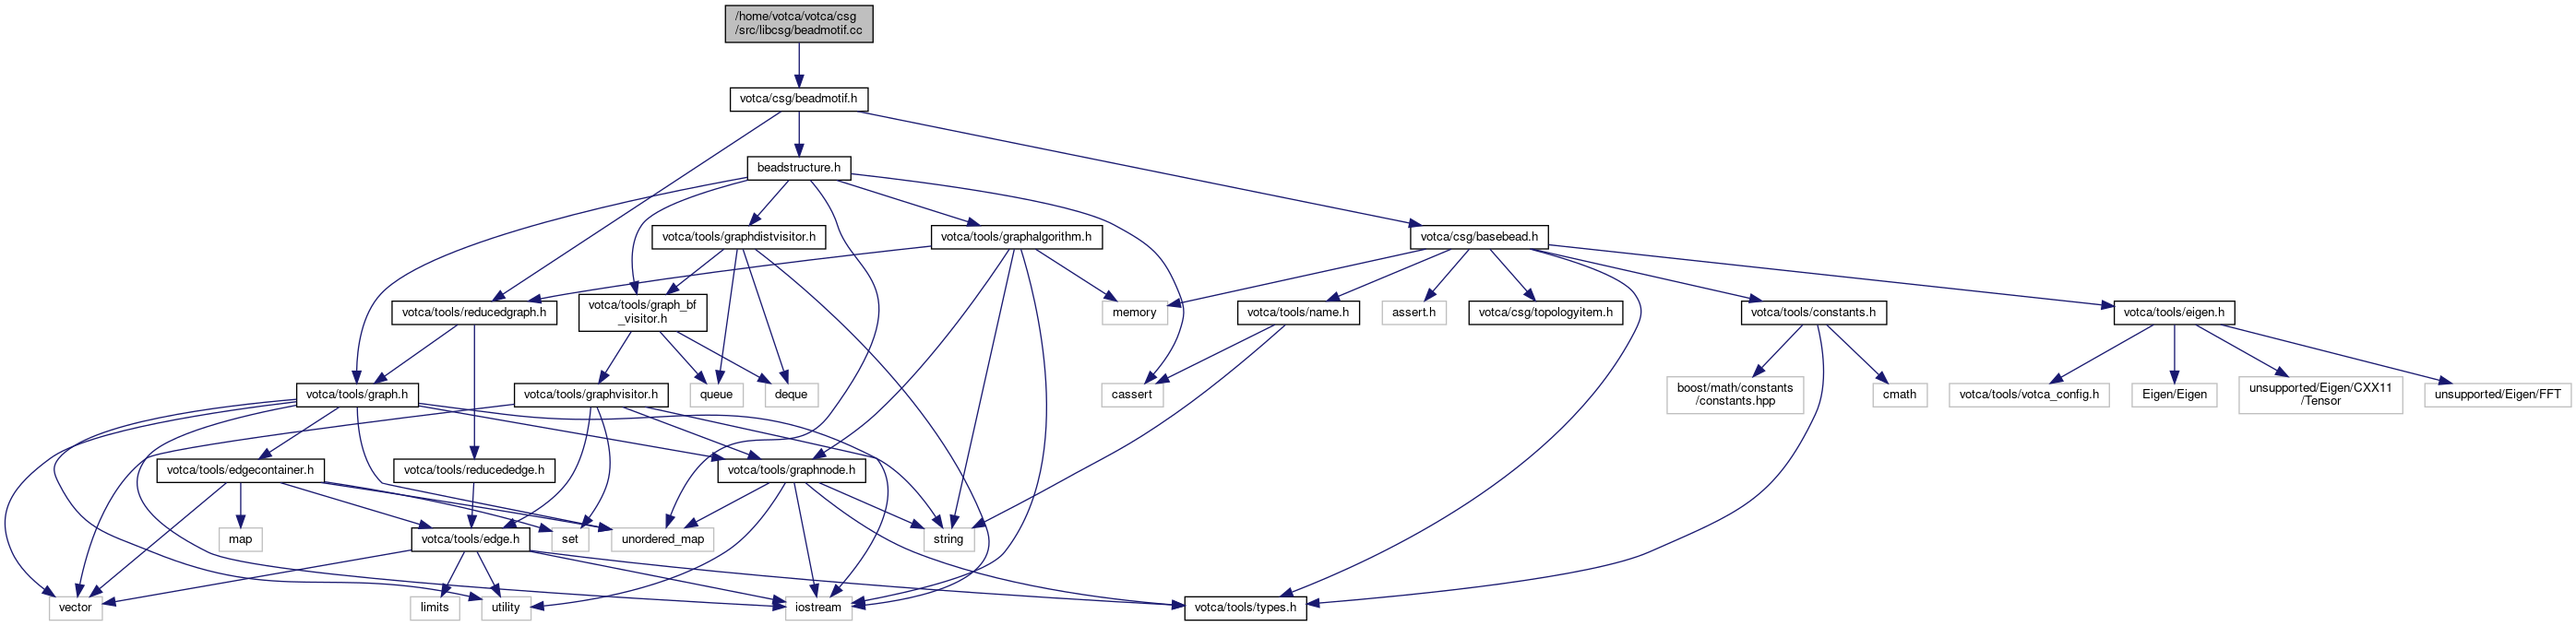 /home/votca/votca/csg
/src/libcsg/beadmotif.cc
votca/csg/beadmotif.h
beadstructure.h
votca/tools/graphdistvisitor.h
votca/tools/graphalgorithm.h
votca/csg/basebead.h
votca/tools/reducedgraph.h
votca/tools/graph_bf
_visitor.h
memory
votca/tools/name.h
assert.h
votca/csg/topologyitem.h
votca/tools/constants.h
votca/tools/eigen.h
votca/tools/graph.h
votca/tools/graphvisitor.h
queue
deque
cassert
boost/math/constants
/constants.hpp
cmath
votca/tools/votca_config.h
Eigen/Eigen
unsupported/Eigen/CXX11
/Tensor
unsupported/Eigen/FFT
votca/tools/edgecontainer.h
votca/tools/reducededge.h
votca/tools/graphnode.h
map
votca/tools/edge.h
set
unordered_map
string
vector
limits
utility
iostream
votca/tools/types.h